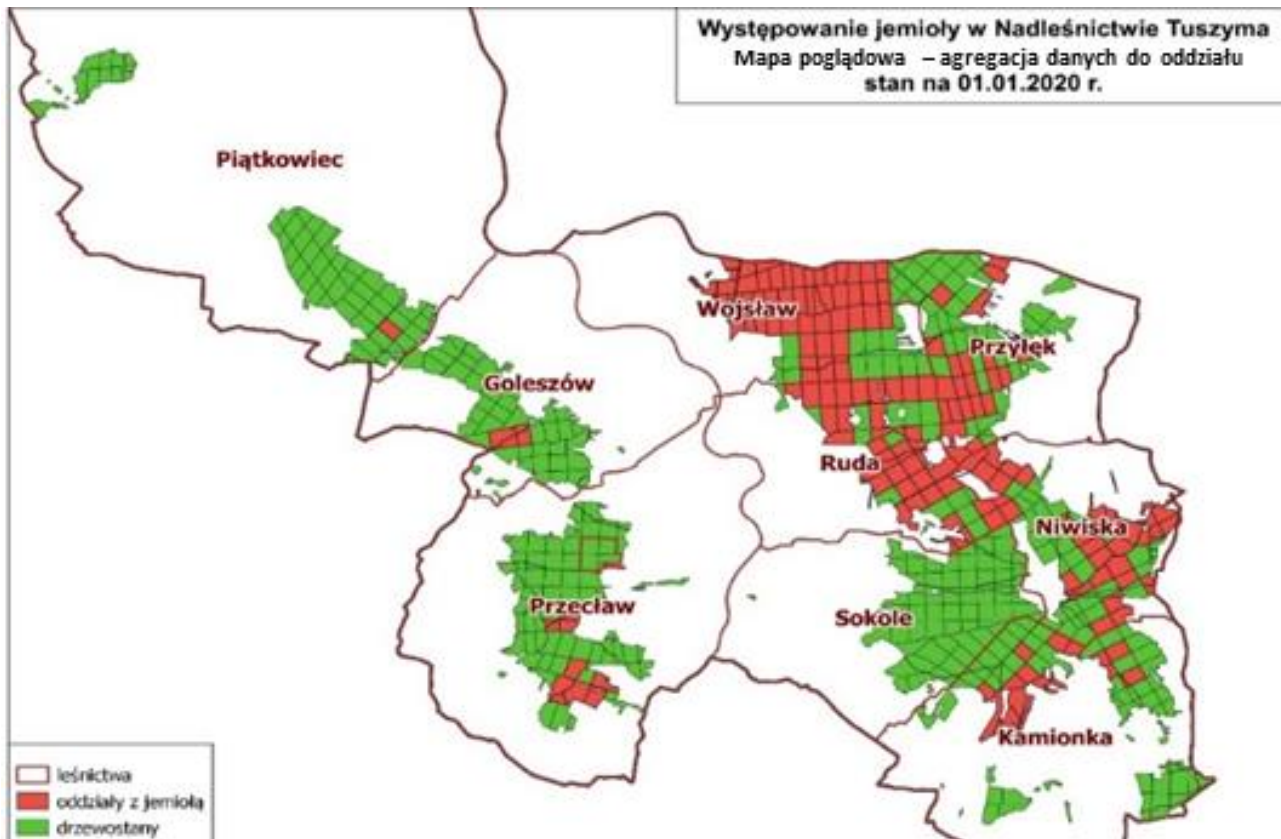 Występowanie jemioły w Nadleśnictwie Tuszyma
Mapa poglądowa – agregacja danych do oddziału
stan na 01.01.2020 r.
Piątkowiec
Wojsław
Przyłęk
Goleszów
Ruda
Niwiska
Przecław
Sokole
Kamionka
leśnictwa
oddziały z jemiołą
drzewostany